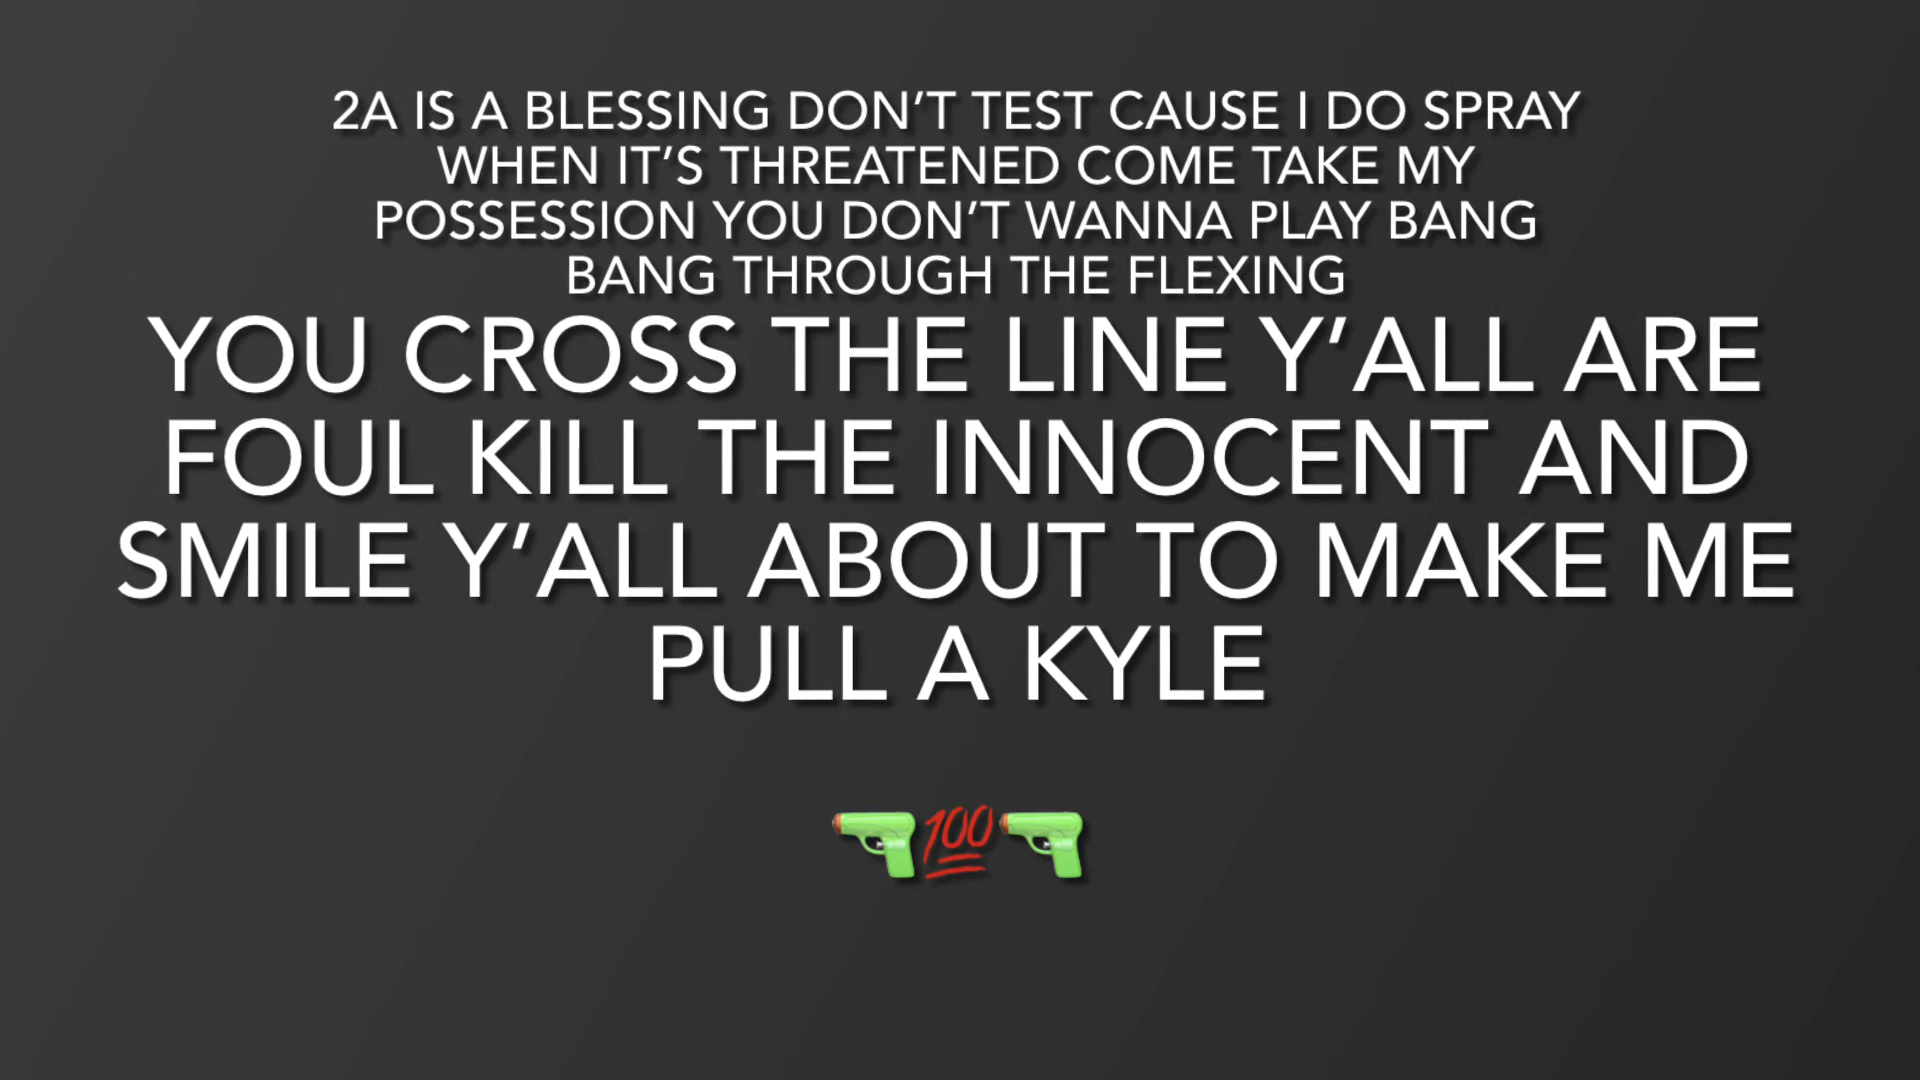 2A IS A BLESSING DON’T TEST CAUSE I DO SPRAY
WHEN IT’S THREATENED COME TAKE MY
POSSESSION YOU DON’T WANNA PLAY BANG
BANG THROUGH THE FLEXING
YOU CROSS THE LINE Y’ALL ARE
FOUL KILL THE INNOCENT AND
SMILE Y’ALL ABOUT TO MAKE ME
PULL A KYLE
🔫💯🔫